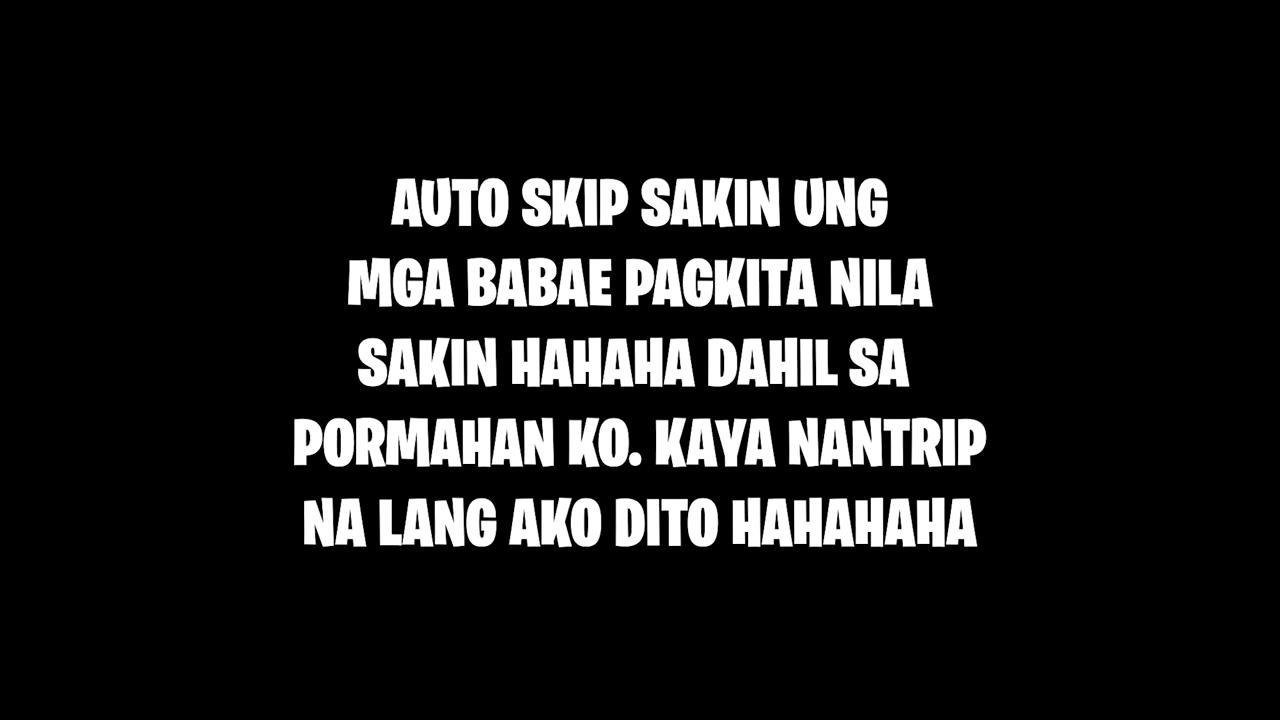 AUTO SKIP SAKIN UNG
MGA BABAE PAGKITA NILA
SAKIN HAHAHA DAHIL SA
PORMAHAN KO. KAYA NANTRIP
NA LANG AKO DITO HAHAHAHA